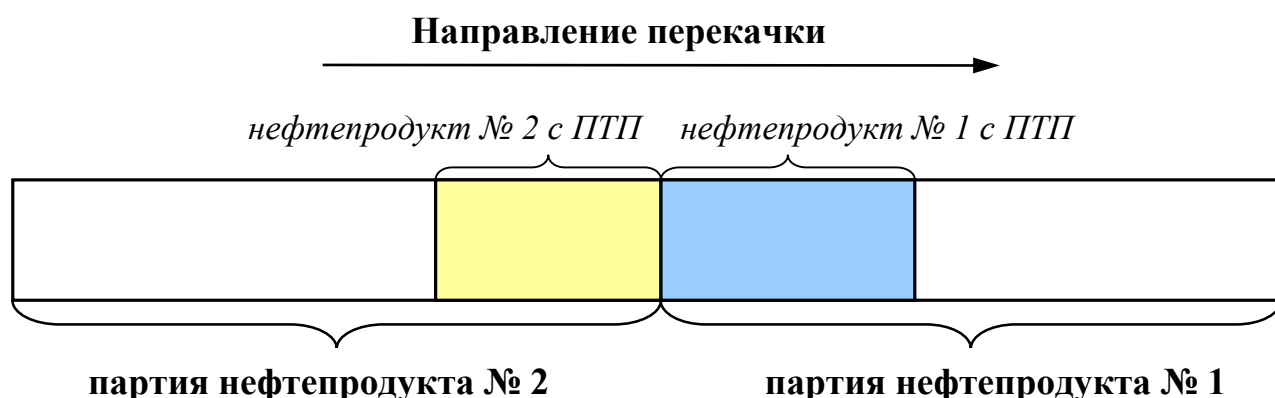 Направление перекачки
нефтепродукт № 2 с ПТП нефтепродукт № 1 с ПТП
партия нефтепродукта № 2 партия нефтепродукта № 1